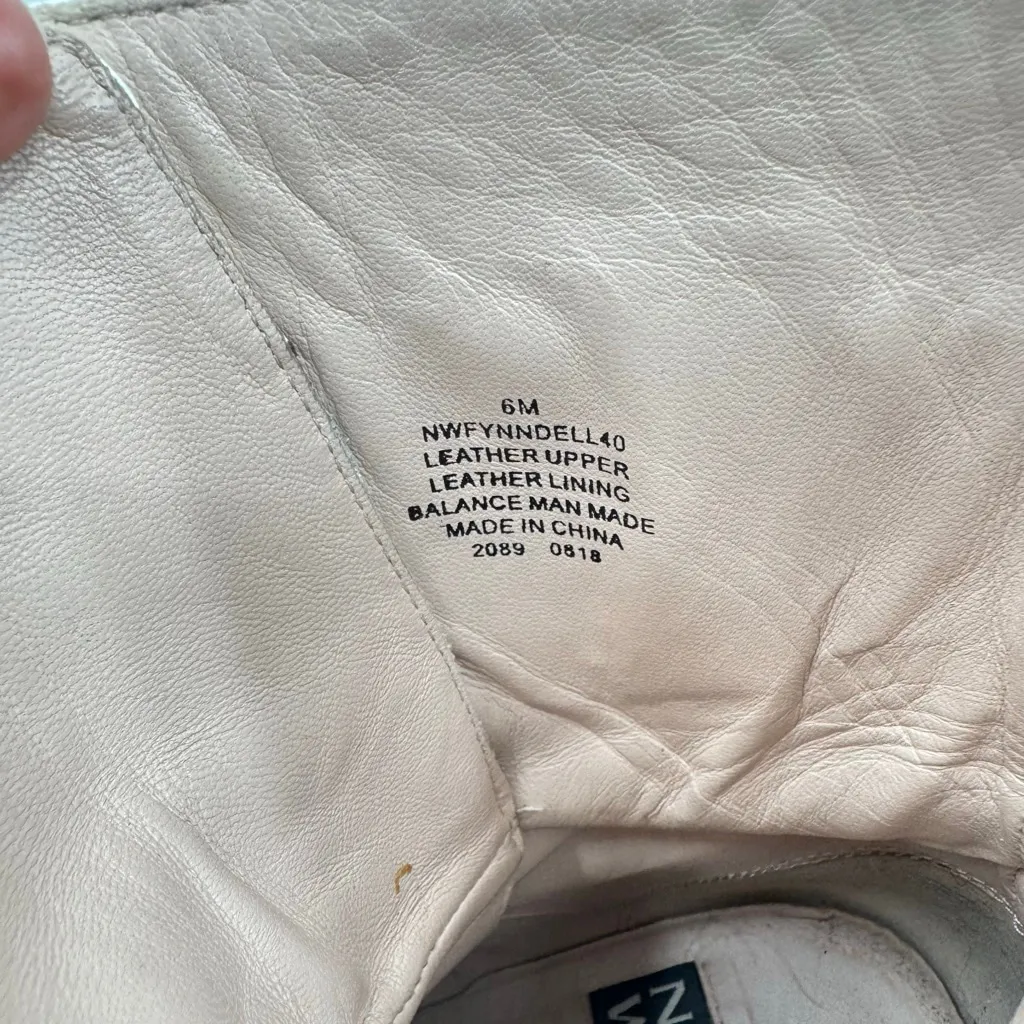 6M
NWFYNNDELL40
LEATHER UPPER
LEATHER LINING
BALANCE MAN MADE
MADE IN CHINA
2089 0818
N